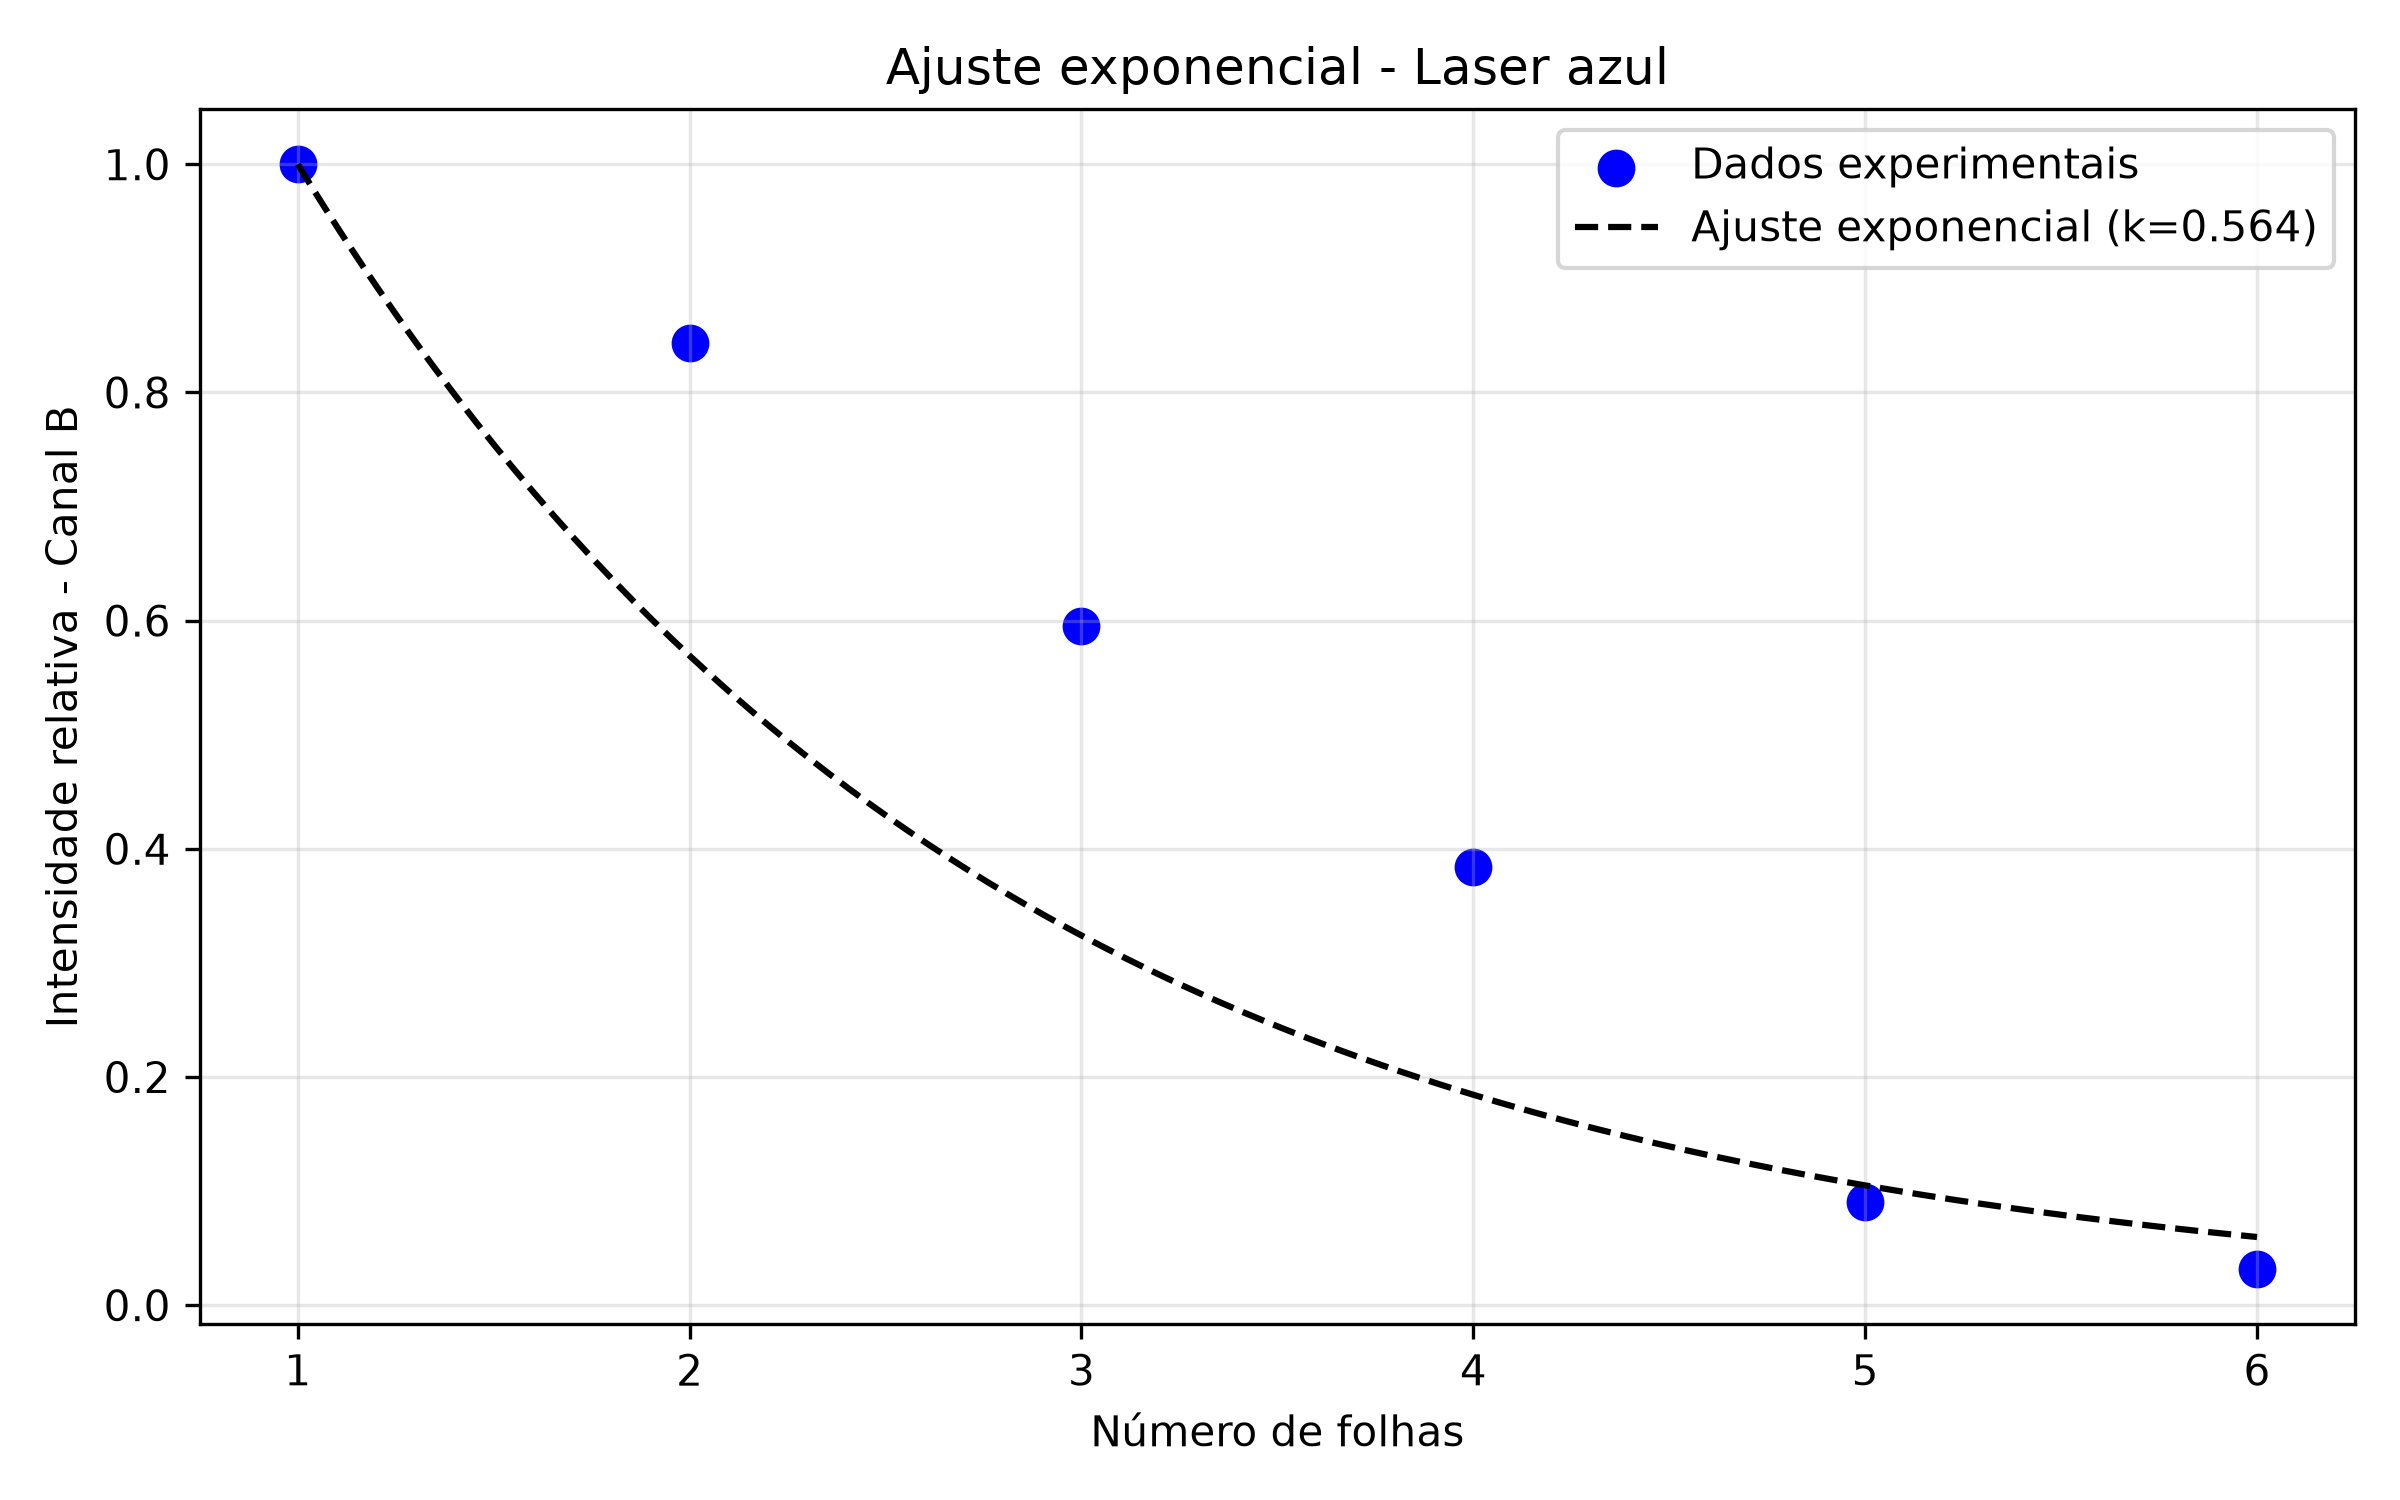 Ajuste exponencial - Laser azul
Dados experimentais
Ajuste exponencial (k=0.564)
Intensidade relativa - Canal B
1.0
0.8
0.6
0.4
0.2
0.0
1 2 3 4 5 6
Número de folhas